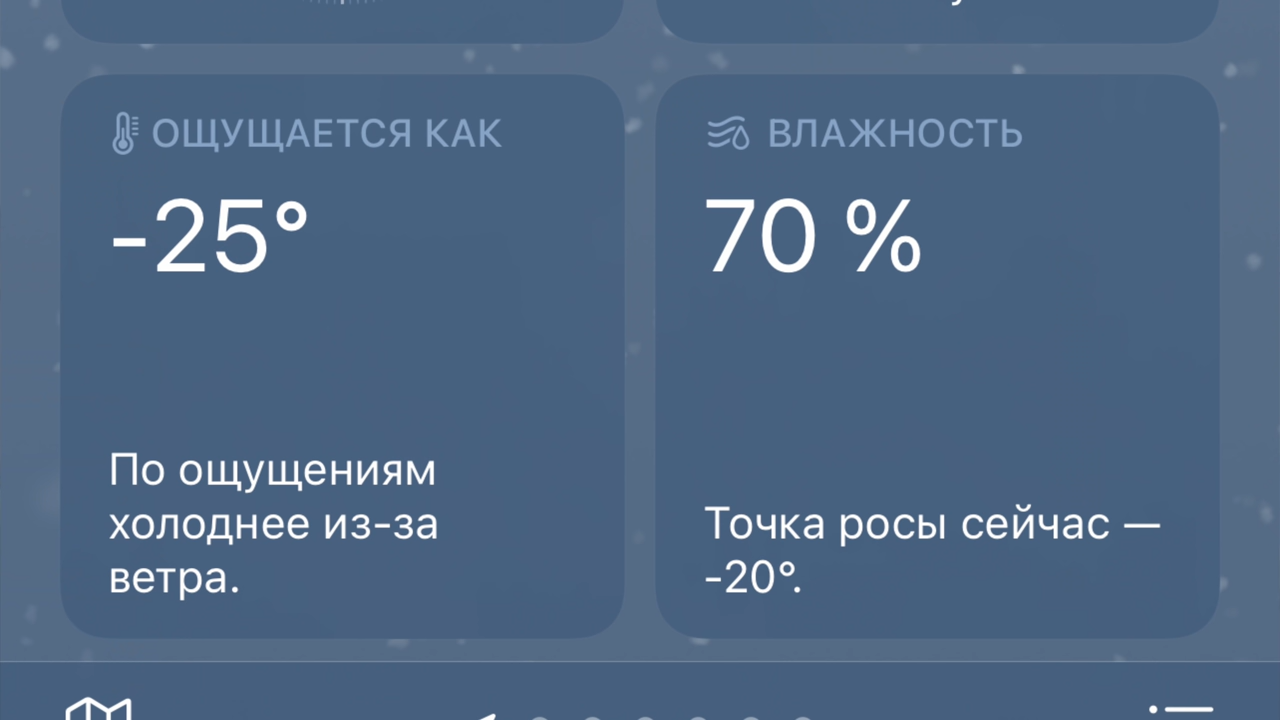 ОЩУЩАЕТСЯ КАК
-25°
По ощущениям
холоднее из-за
ветра.
ВЛАЖНОСТЬ
70 %
Точка росы сейчас —
-20°.